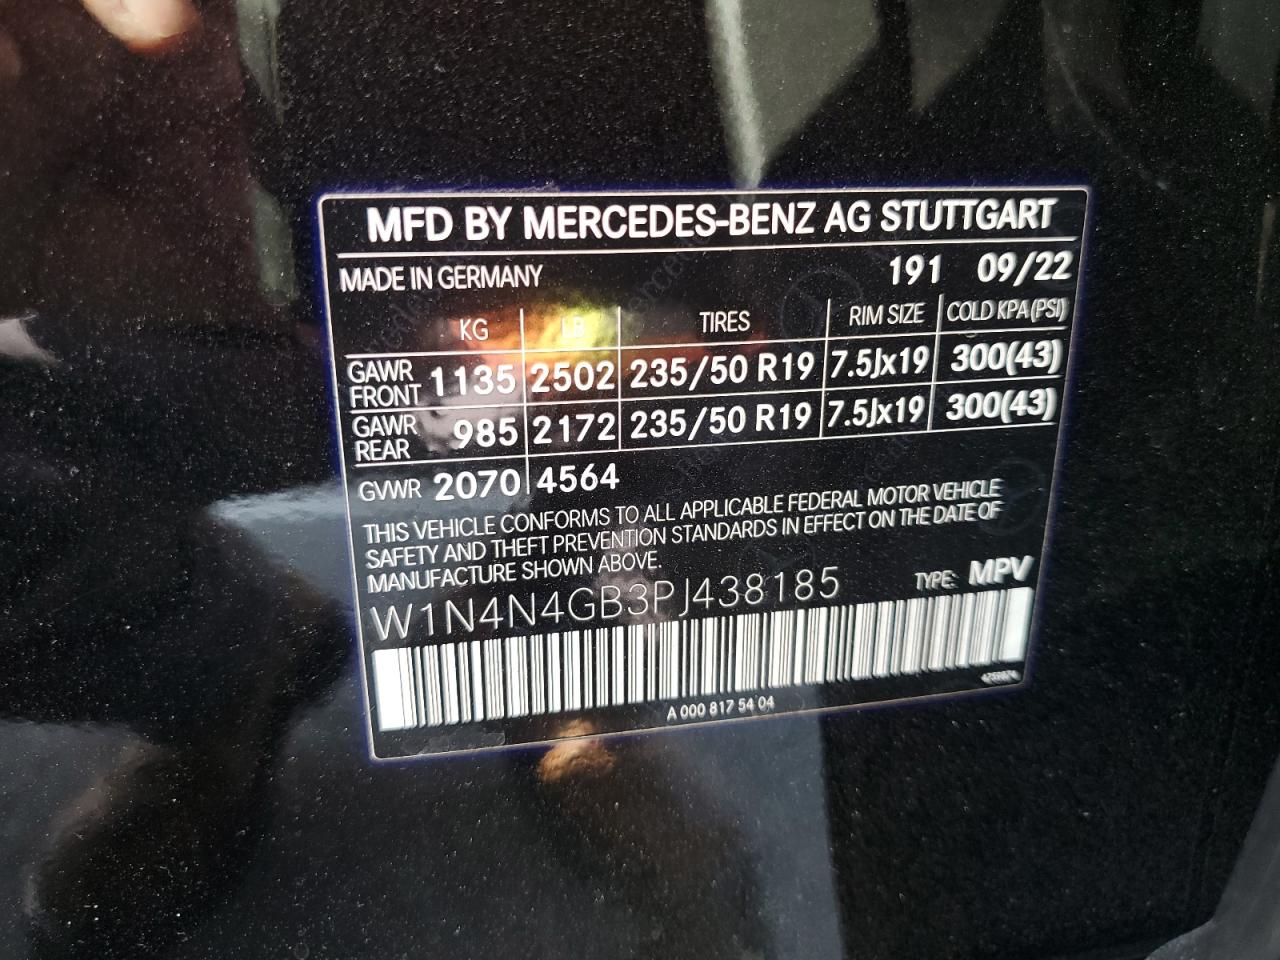 MFD BY MERCEDES-BENZ AG STUTTGART
MADE IN GERMANY 191 09/22
KG LB TIRES RIM SIZE COLD KPA(PSI)
GAWR FRONT 1135 2502 235/50 R19 7.5Jx19 300(43)
GAWR REAR 985 2172 235/50 R19 7.5Jx19 300(43)
GVWR 2070 4564
THIS VEHICLE CONFORMS TO ALL APPLICABLE FEDERAL MOTOR VEHICLE
SAFETY AND THEFT PREVENTION STANDARDS IN EFFECT ON THE DATE OF
MANUFACTURE SHOWN ABOVE.
W1N4N4GB3PJ438185 TYPE: MPV
A 000 817 54 04